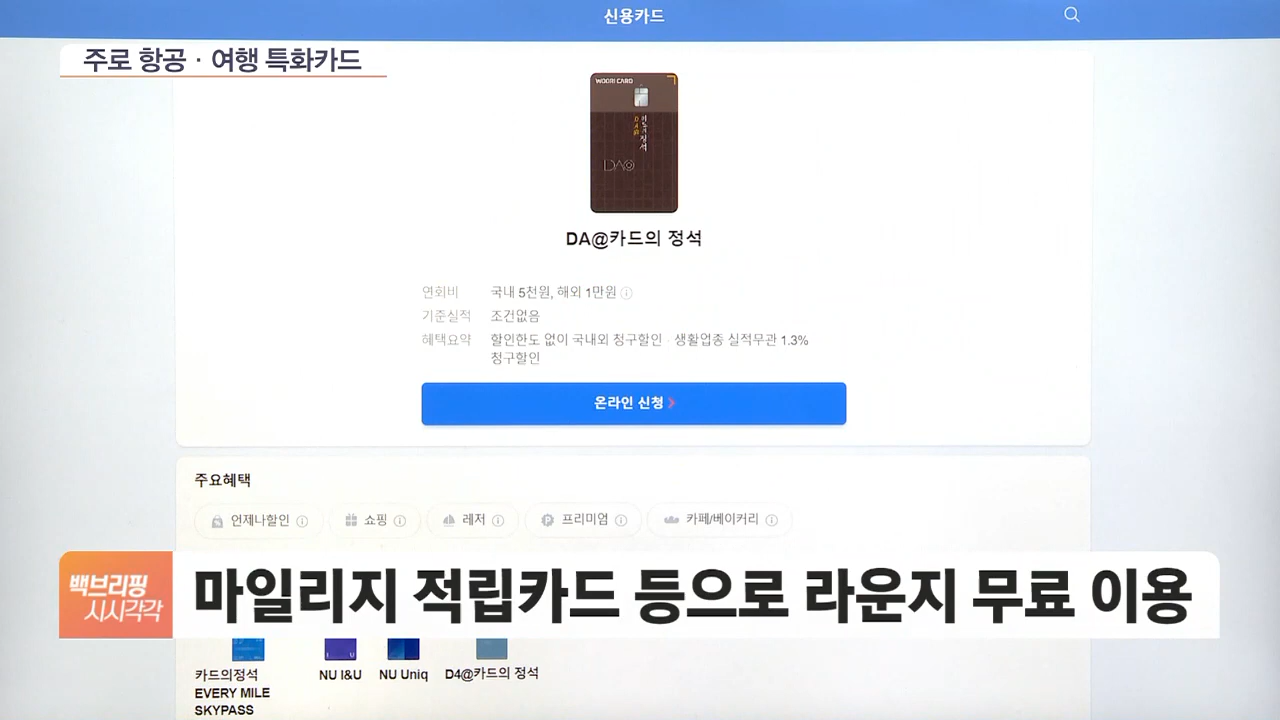 신용카드
주로 항공 · 여행 특화카드
WOORI CARD
카드의정석
DA@
DA@
DA@카드의 정석
연회비 국내 5천원, 해외 1만원
기준실적 조건없음
혜택요약 할인한도 없이 국내외 청구할인 · 생활업종 실적무관 1.3%
청구할인
온라인 신청 >
주요혜택
언제나할인 쇼핑 레저 프리미엄 카페/베이커리
백브리핑
시시각각
마일리지 적립카드 등으로 라운지 무료 이용
카드의정석 NU I&U NU Uniq D4@카드의 정석
EVERY MILE
SKYPASS